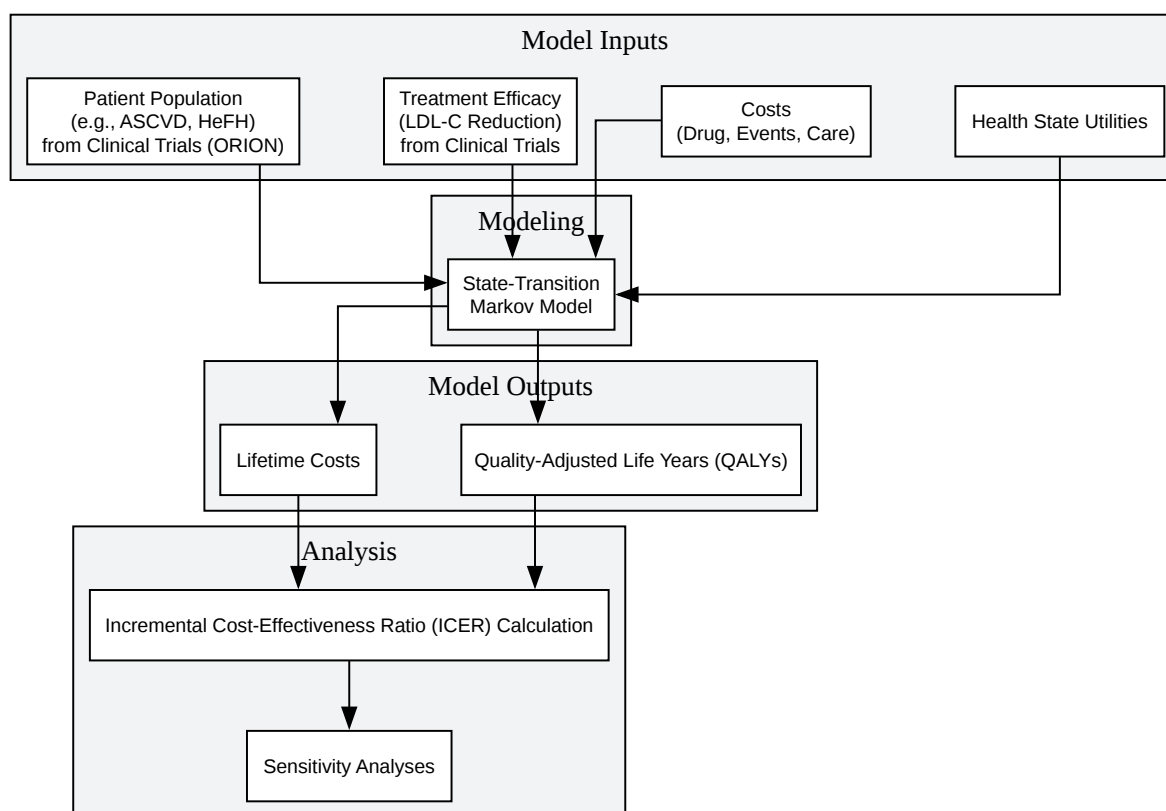 Model Inputs
Patient Population
(e.g., ASCVD, HeFH)
from Clinical Trials (ORION)
Treatment Efficacy
(LDL-C Reduction)
from Clinical Trials
Costs
(Drug, Events, Care)
Health State Utilities
Modeling
State-Transition
Markov Model
Model Outputs
Lifetime Costs
Quality-Adjusted Life Years (QALYs)
Analysis
Incremental Cost-Effectiveness Ratio (ICER) Calculation
Sensitivity Analyses